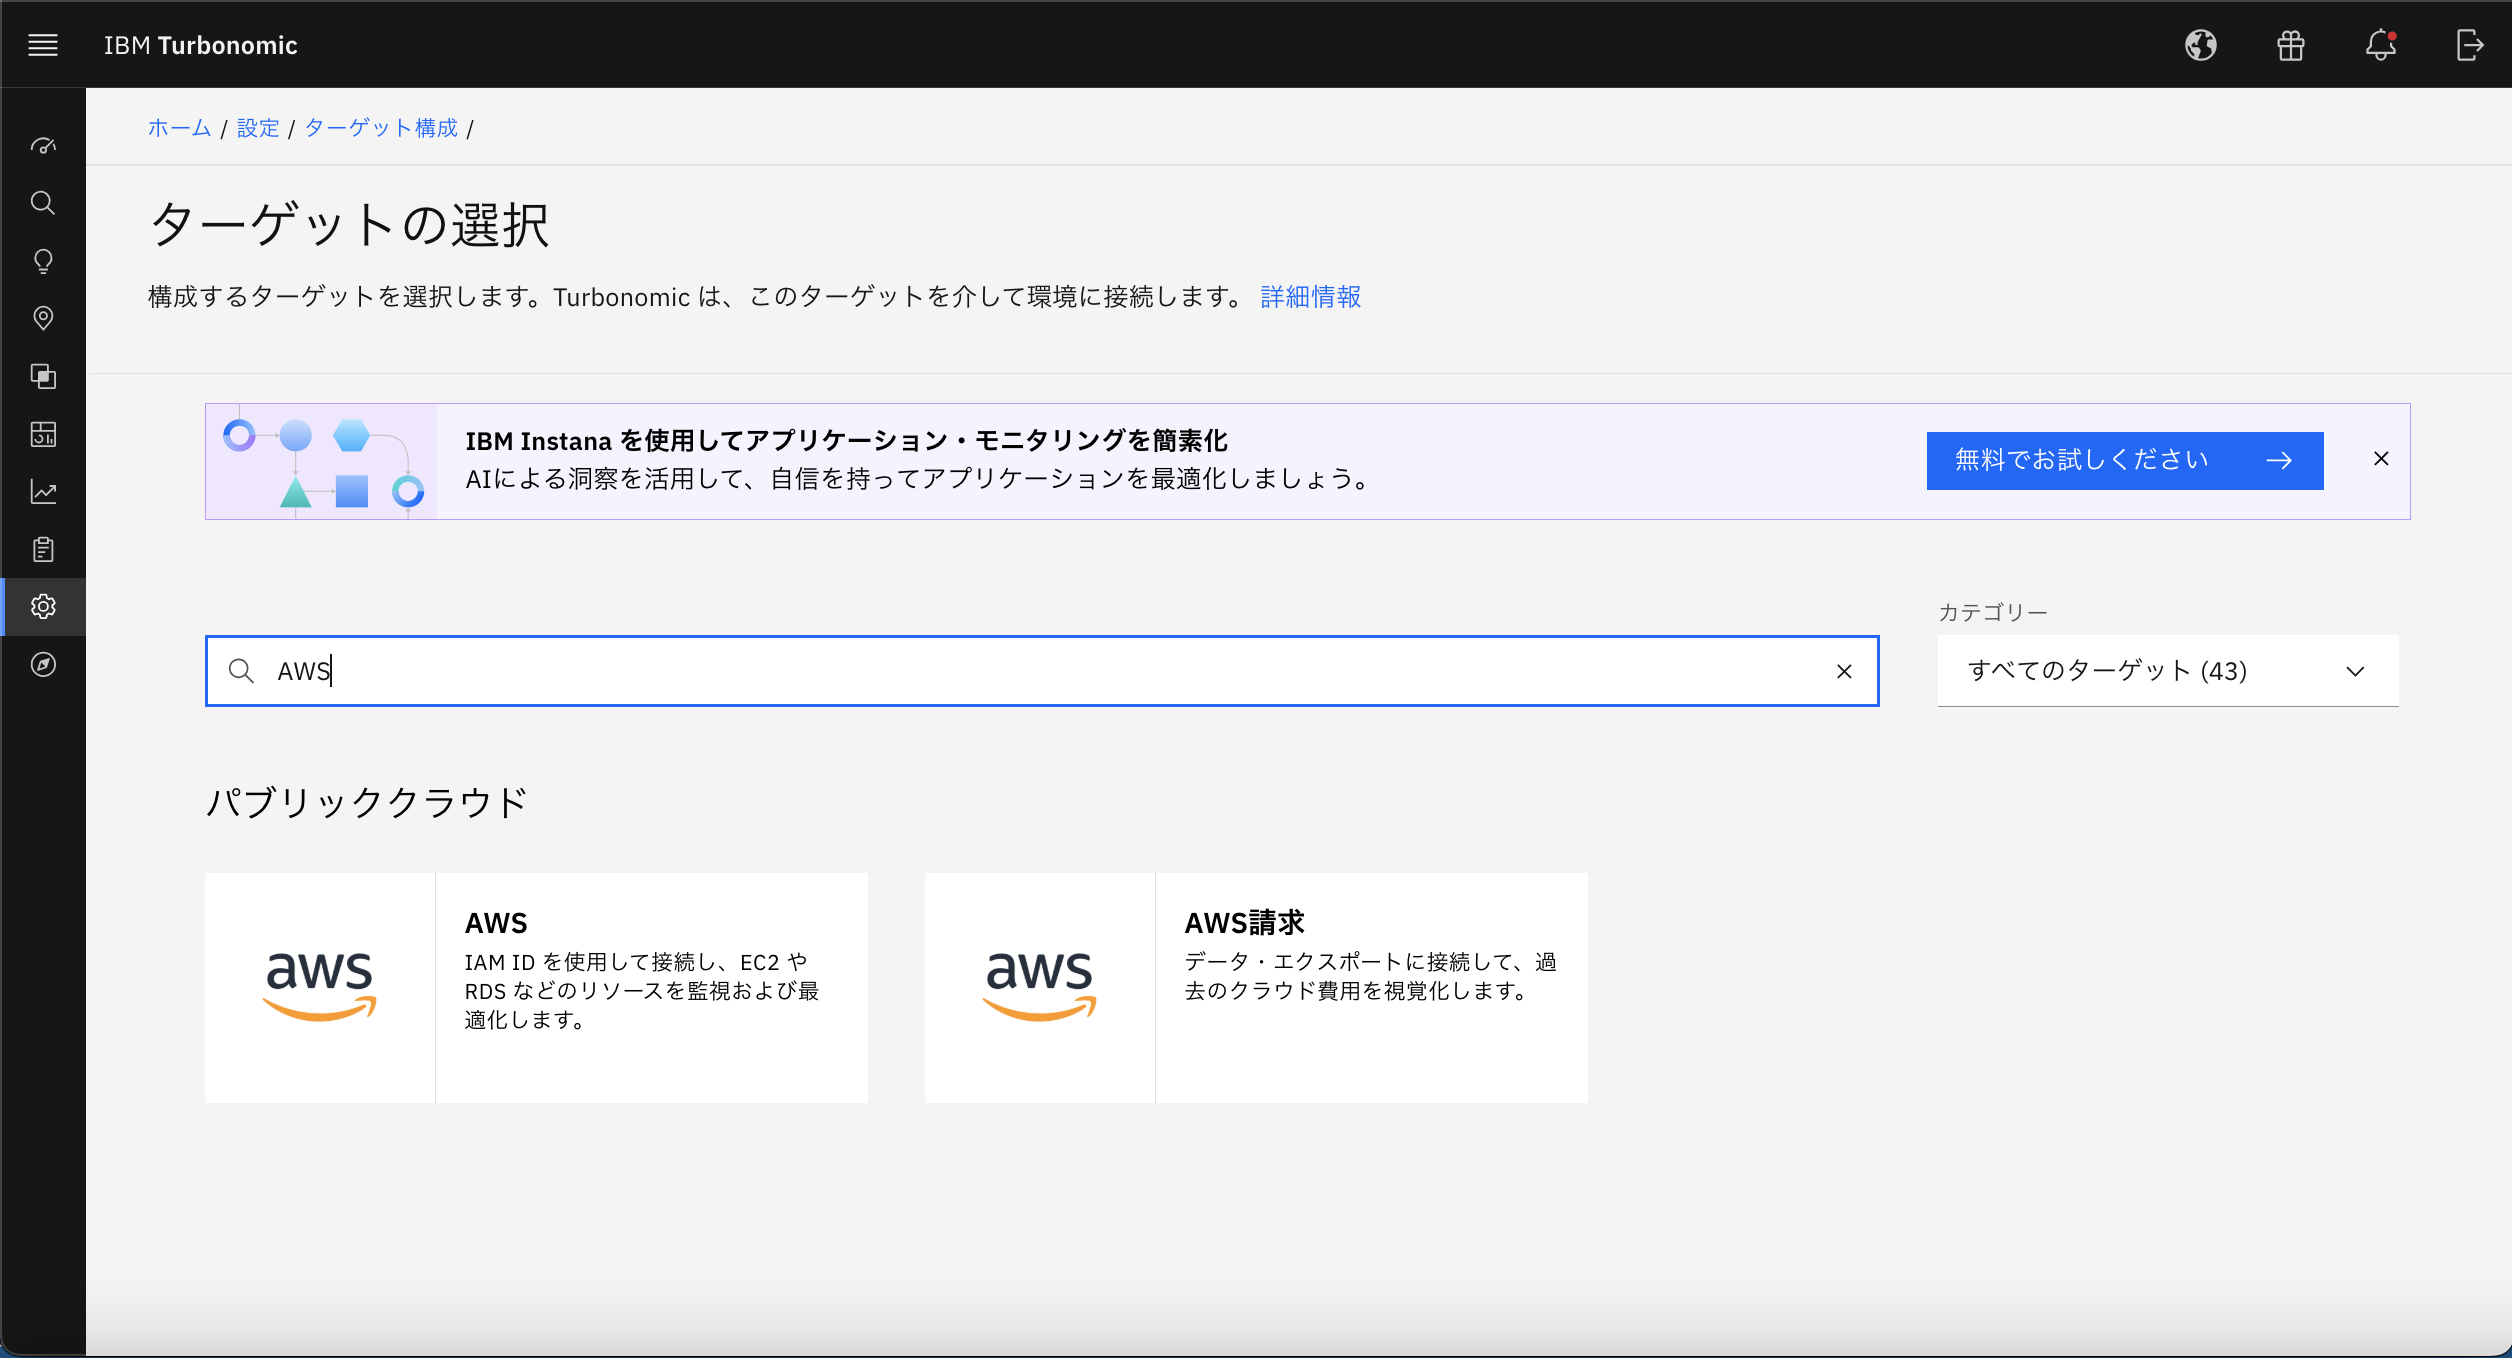 IBM Turbonomic
ホーム / 設定 / ターゲット構成 /
ターゲットの選択
構成するターゲットを選択します。Turbonomic は、このターゲットを介して環境に接続します。 詳細情報
IBM Instana を使用してアプリケーション・モニタリングを簡素化
AIによる洞察を活用して、自信を持ってアプリケーションを最適化しましょう。
無料でお試しください
カテゴリー
AWS
すべてのターゲット (43)
パブリッククラウド
aws
AWS
IAM ID を使用して接続し、EC2 や
RDS などのリソースを監視および最
適化します。
aws
AWS請求
データ・エクスポートに接続して、過
去のクラウド費用を視覚化します。